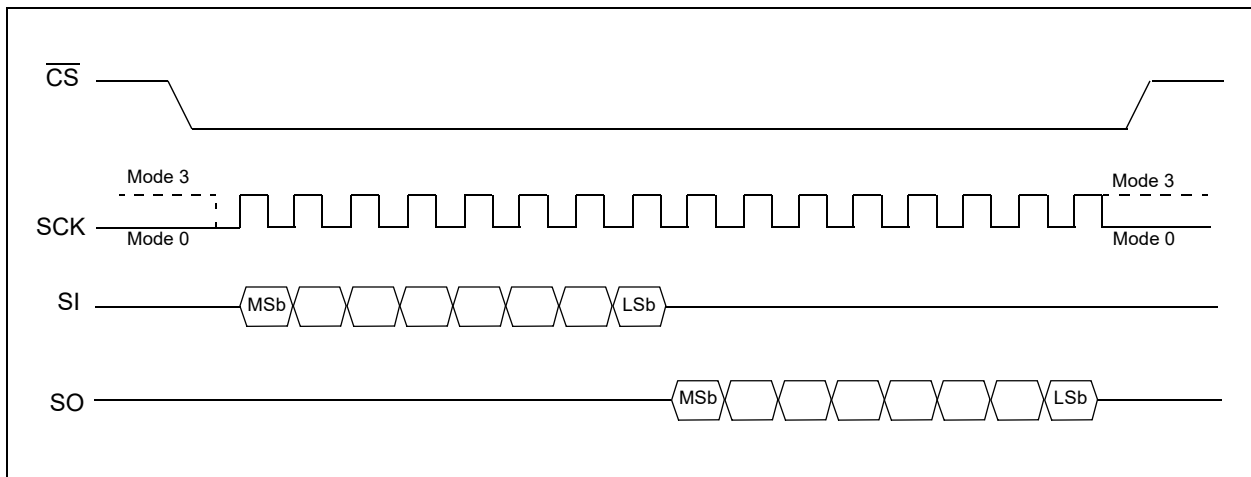 CS
Mode 3
Mode 3
SCK
Mode 0
Mode 0
SI
MSb
LSb
SO
MSb
LSb